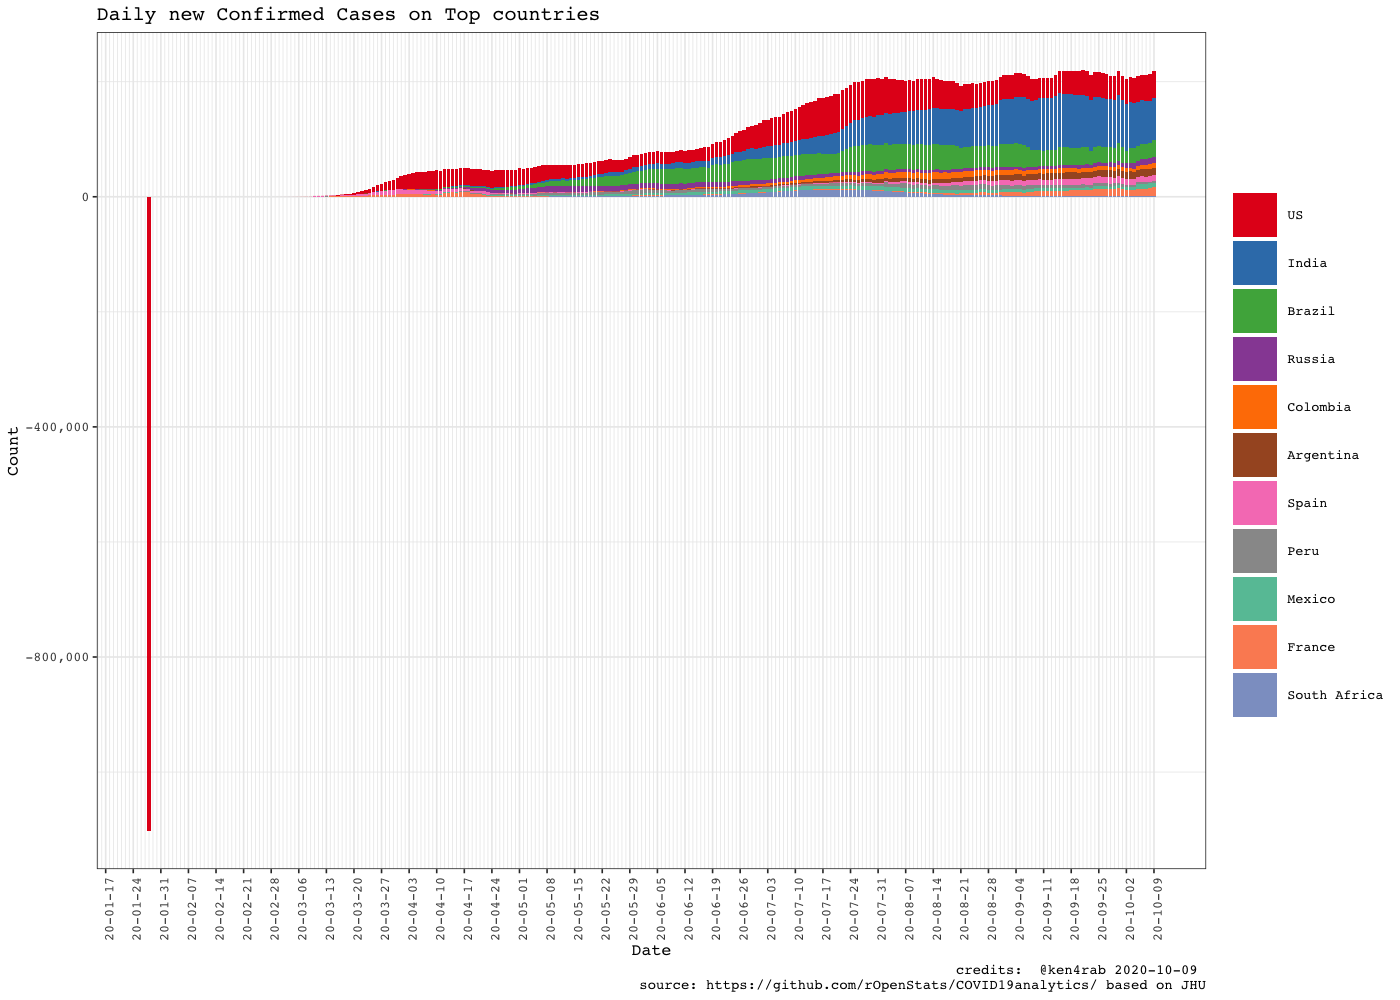 Daily new Confirmed Cases on Top countries
Count
0
-400,000
-800,000
20-01-17
20-01-24
20-01-31
20-02-07
20-02-14
20-02-21
20-02-28
20-03-06
20-03-13
20-03-20
20-03-27
20-04-03
20-04-10
20-04-17
20-04-24
20-05-01
20-05-08
20-05-15
20-05-22
20-05-29
20-06-05
20-06-12
20-06-19
20-06-26
20-07-03
20-07-10
20-07-17
20-07-24
20-07-31
20-08-07
20-08-14
20-08-21
20-08-28
20-09-04
20-09-11
20-09-18
20-09-25
20-10-02
20-10-09
Date
US
India
Brazil
Russia
Colombia
Argentina
Spain
Peru
Mexico
France
South Africa
credits:  @ken4rab 2020-10-09
source: https://github.com/rOpenStats/COVID19analytics/ based on JHU